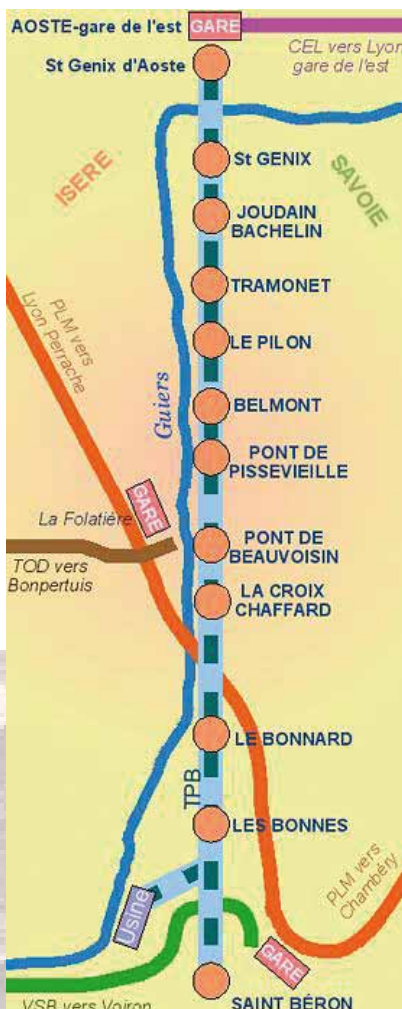 AOSTE-gare de l'est
GARE
CEL vers Lyon
gare de l'est
St Genix d'Aoste
ISERE
SAVOIE
St GENIX
JOUDAIN
BACHELIN
TRAMONET
PLM vers
Lyon Perrache
LE PILON
Guiers
BELMONT
PONT DE
PISSEVIEILLE
GARE
La Folatière
PONT DE
BEAUVOISIN
TOD vers
Bonpertuis
LA CROIX
CHAFFARD
LE BONNARD
TPB
LES BONNES
PLM vers
Chambéry
Usine
GARE
SAINT BÉRON
VSB vers Voiron